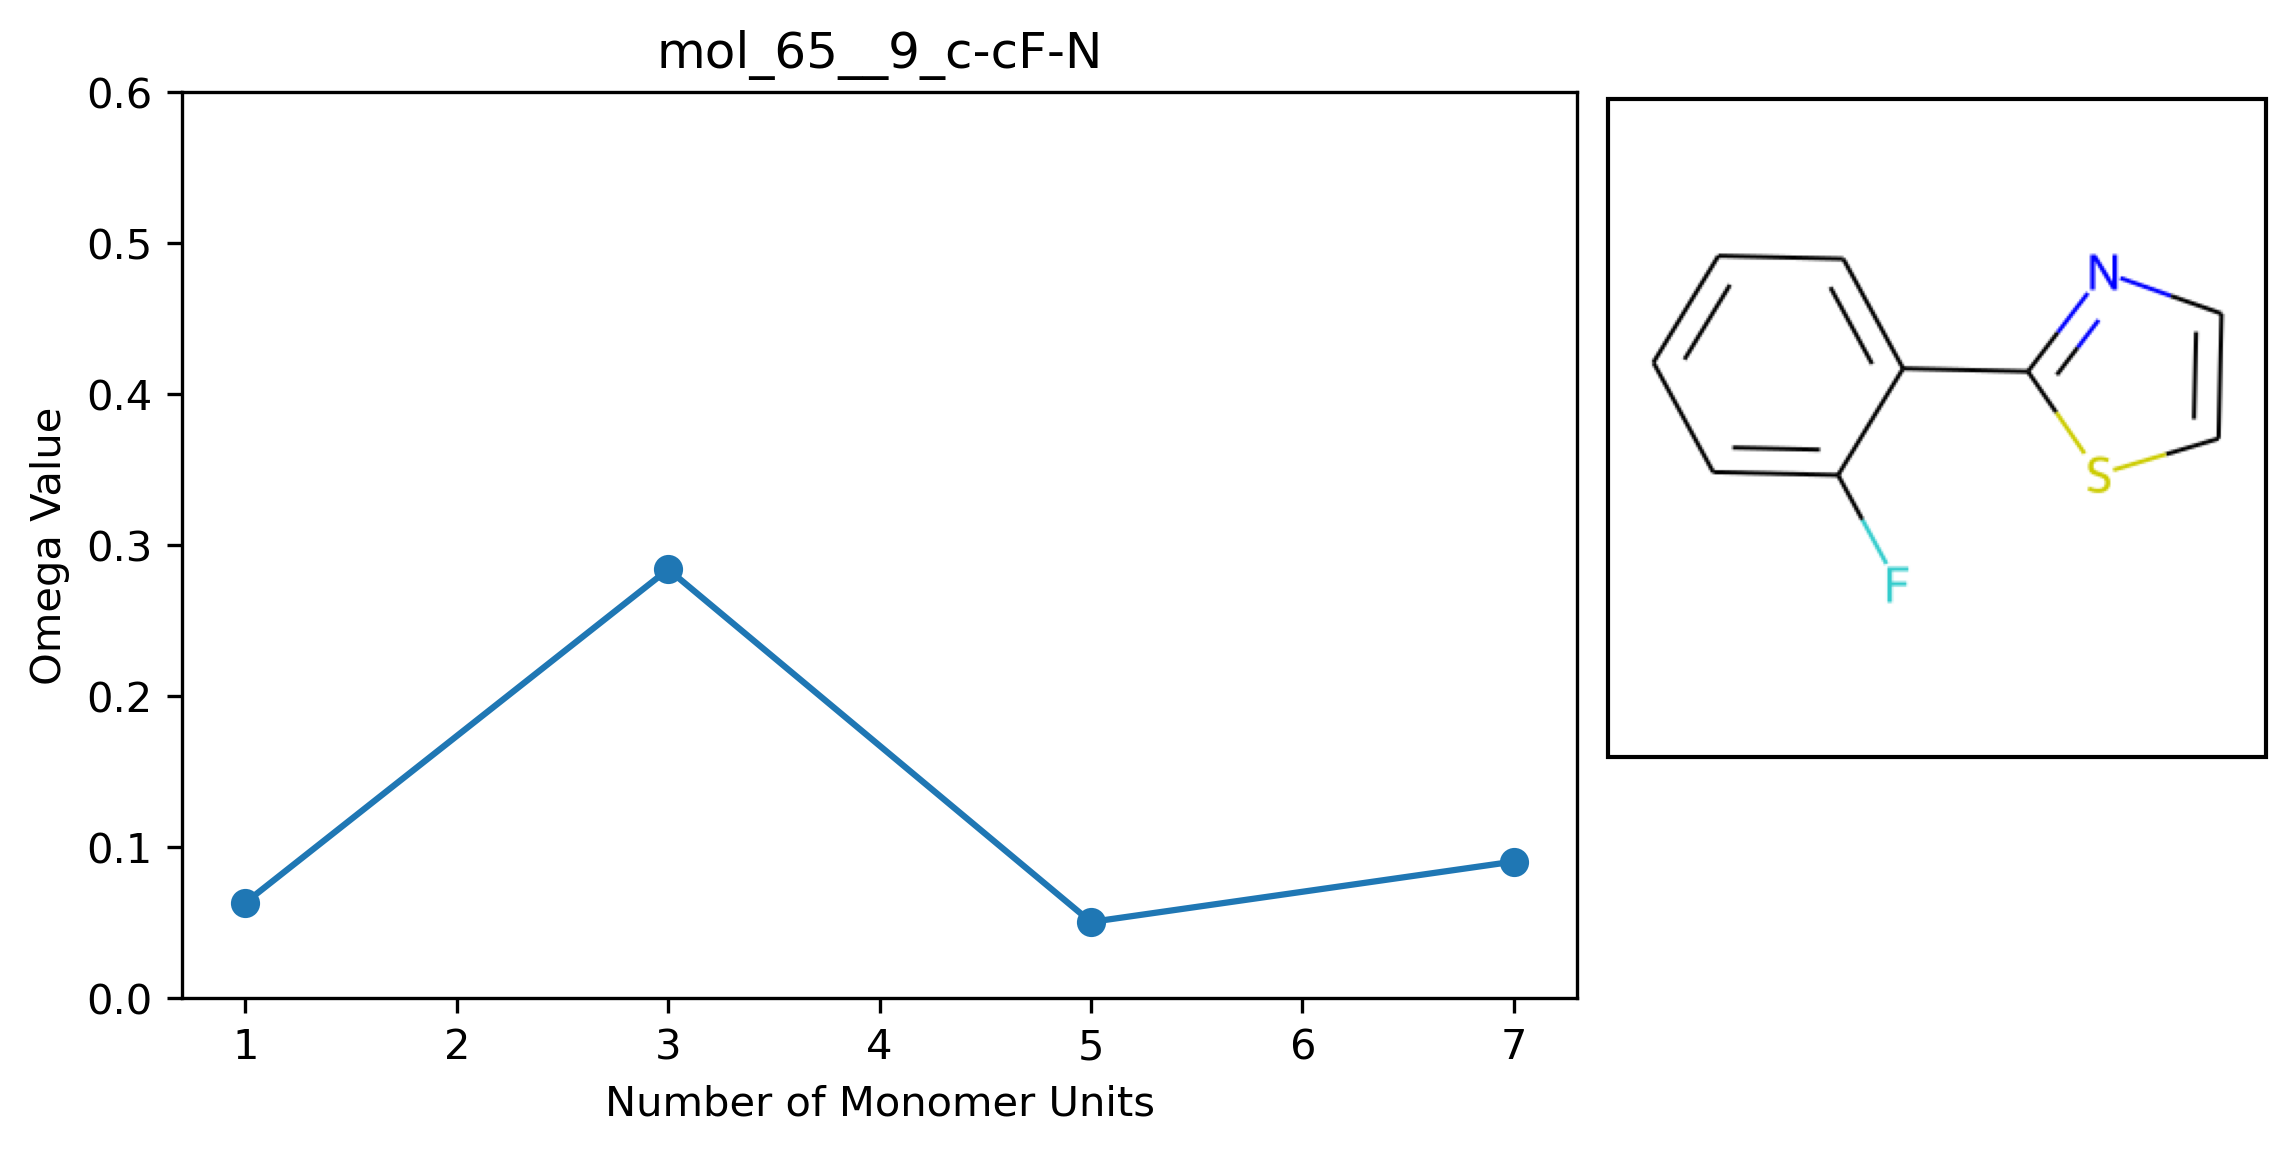 mol_65__9_c-cF-N
0.6
0.5
0.4
0.3
0.2
0.1
0.0
Omega Value
1 2 3 4 5 6 7
Number of Monomer Units
N
S
F